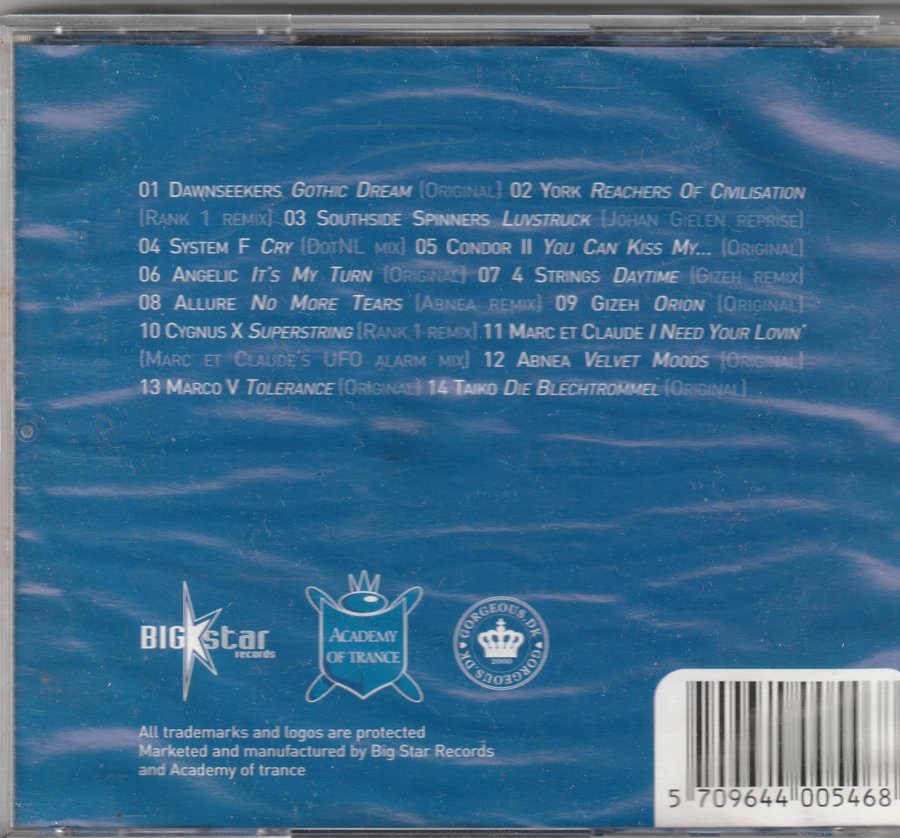 01 DAWNSEEKERS GOTHIC DREAM [ORIGINAL] 02 YORK REACHERS OF CIVILISATION
[RANK 1 REMIX] 03 SOUTHSIDE SPINNERS LUVSTRUCK [JOHAN GIELEN REPRISE]
04 SYSTEM F CRY [DOTNL MIX] 05 CONDOR II YOU CAN KISS MY... [ORIGINAL]
06 ANGELIC IT'S MY TURN [ORIGINAL] 07 4 STRINGS DAYTIME [GIZEH REMIX]
08 ALLURE NO MORE TEARS [ABNEA REMIX] 09 GIZEH ORION [ORIGINAL]
10 CYGNUS X SUPERSTRING [RANK 1 REMIX] 11 MARC ET CLAUDE I NEED YOUR LOVIN'
[MARC ET CLAUDE'S UFO ALARM MIX] 12 ABNEA VELVET MOODS [ORIGINAL]
13 MARCO V TOLERANCE [ORIGINAL] 14 TAIKO DIE BLECHTROMMEL [ORIGINAL]
BIG star
records
ACADEMY
OF TRANCE
GORGEOUS.DK GORGEOUS.DK
2000
All trademarks and logos are protected
Marketed and manufactured by Big Star Records
and Academy of trance
5 709644 005468